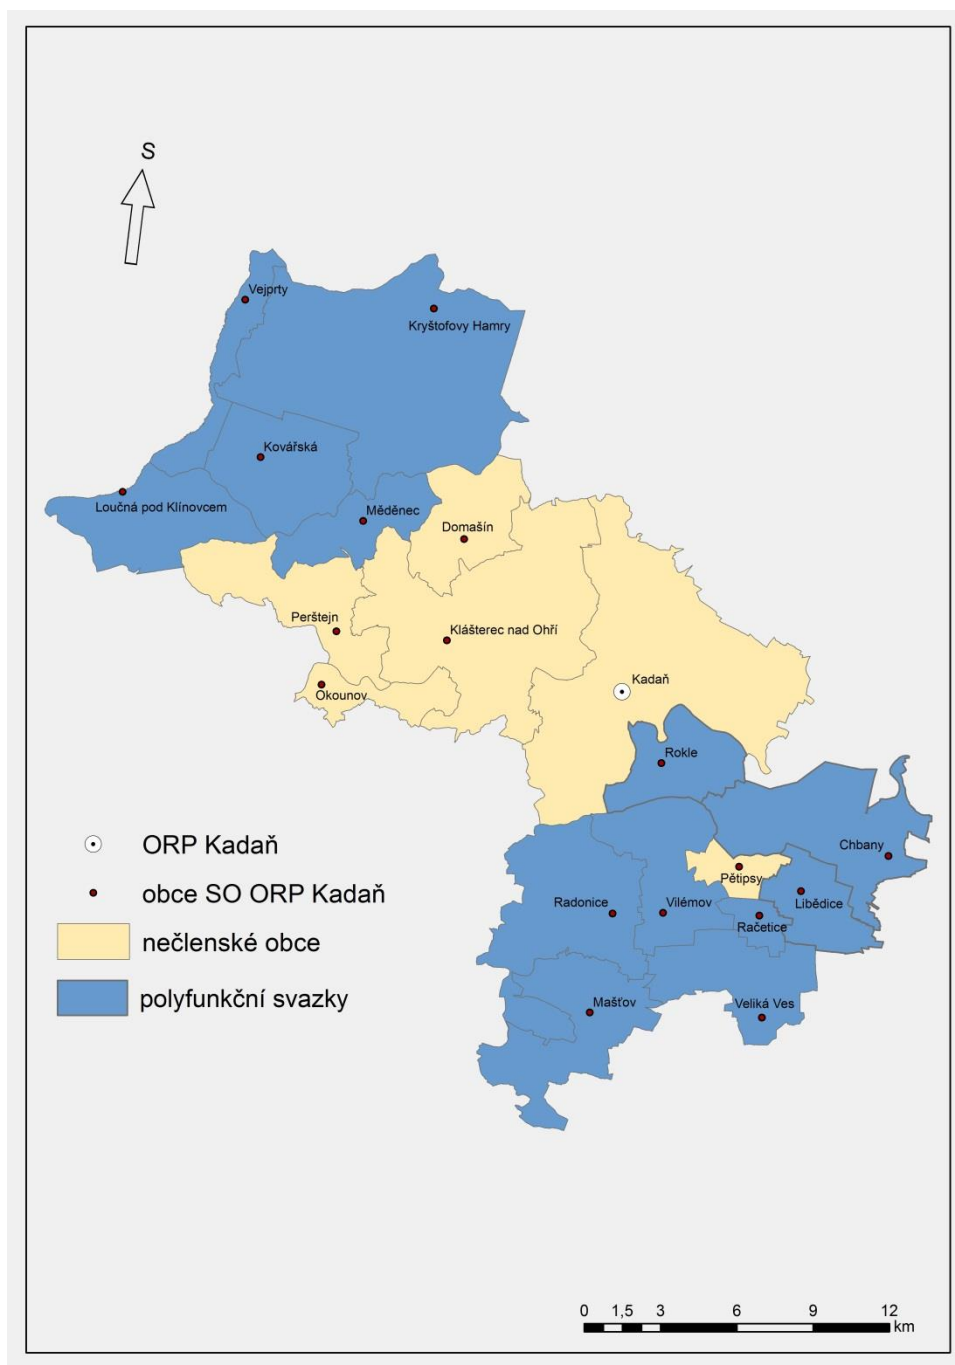 S
Vejprty
Kryštofovy Hamry
Kovářská
Loučná pod Klínovcem
Měděnec
Domašín
Perštejn
Klášterec nad Ohří
Okounov
Kadaň
Rokle
Chbany
Pětipsy
Libědice
Radonice
Vilémov
Račetice
Mašťov
Veliká Ves
ORP Kadaň
obce SO ORP Kadaň
nečlenské obce
polyfunkční svazky
0 1,5 3 6 9 12
km